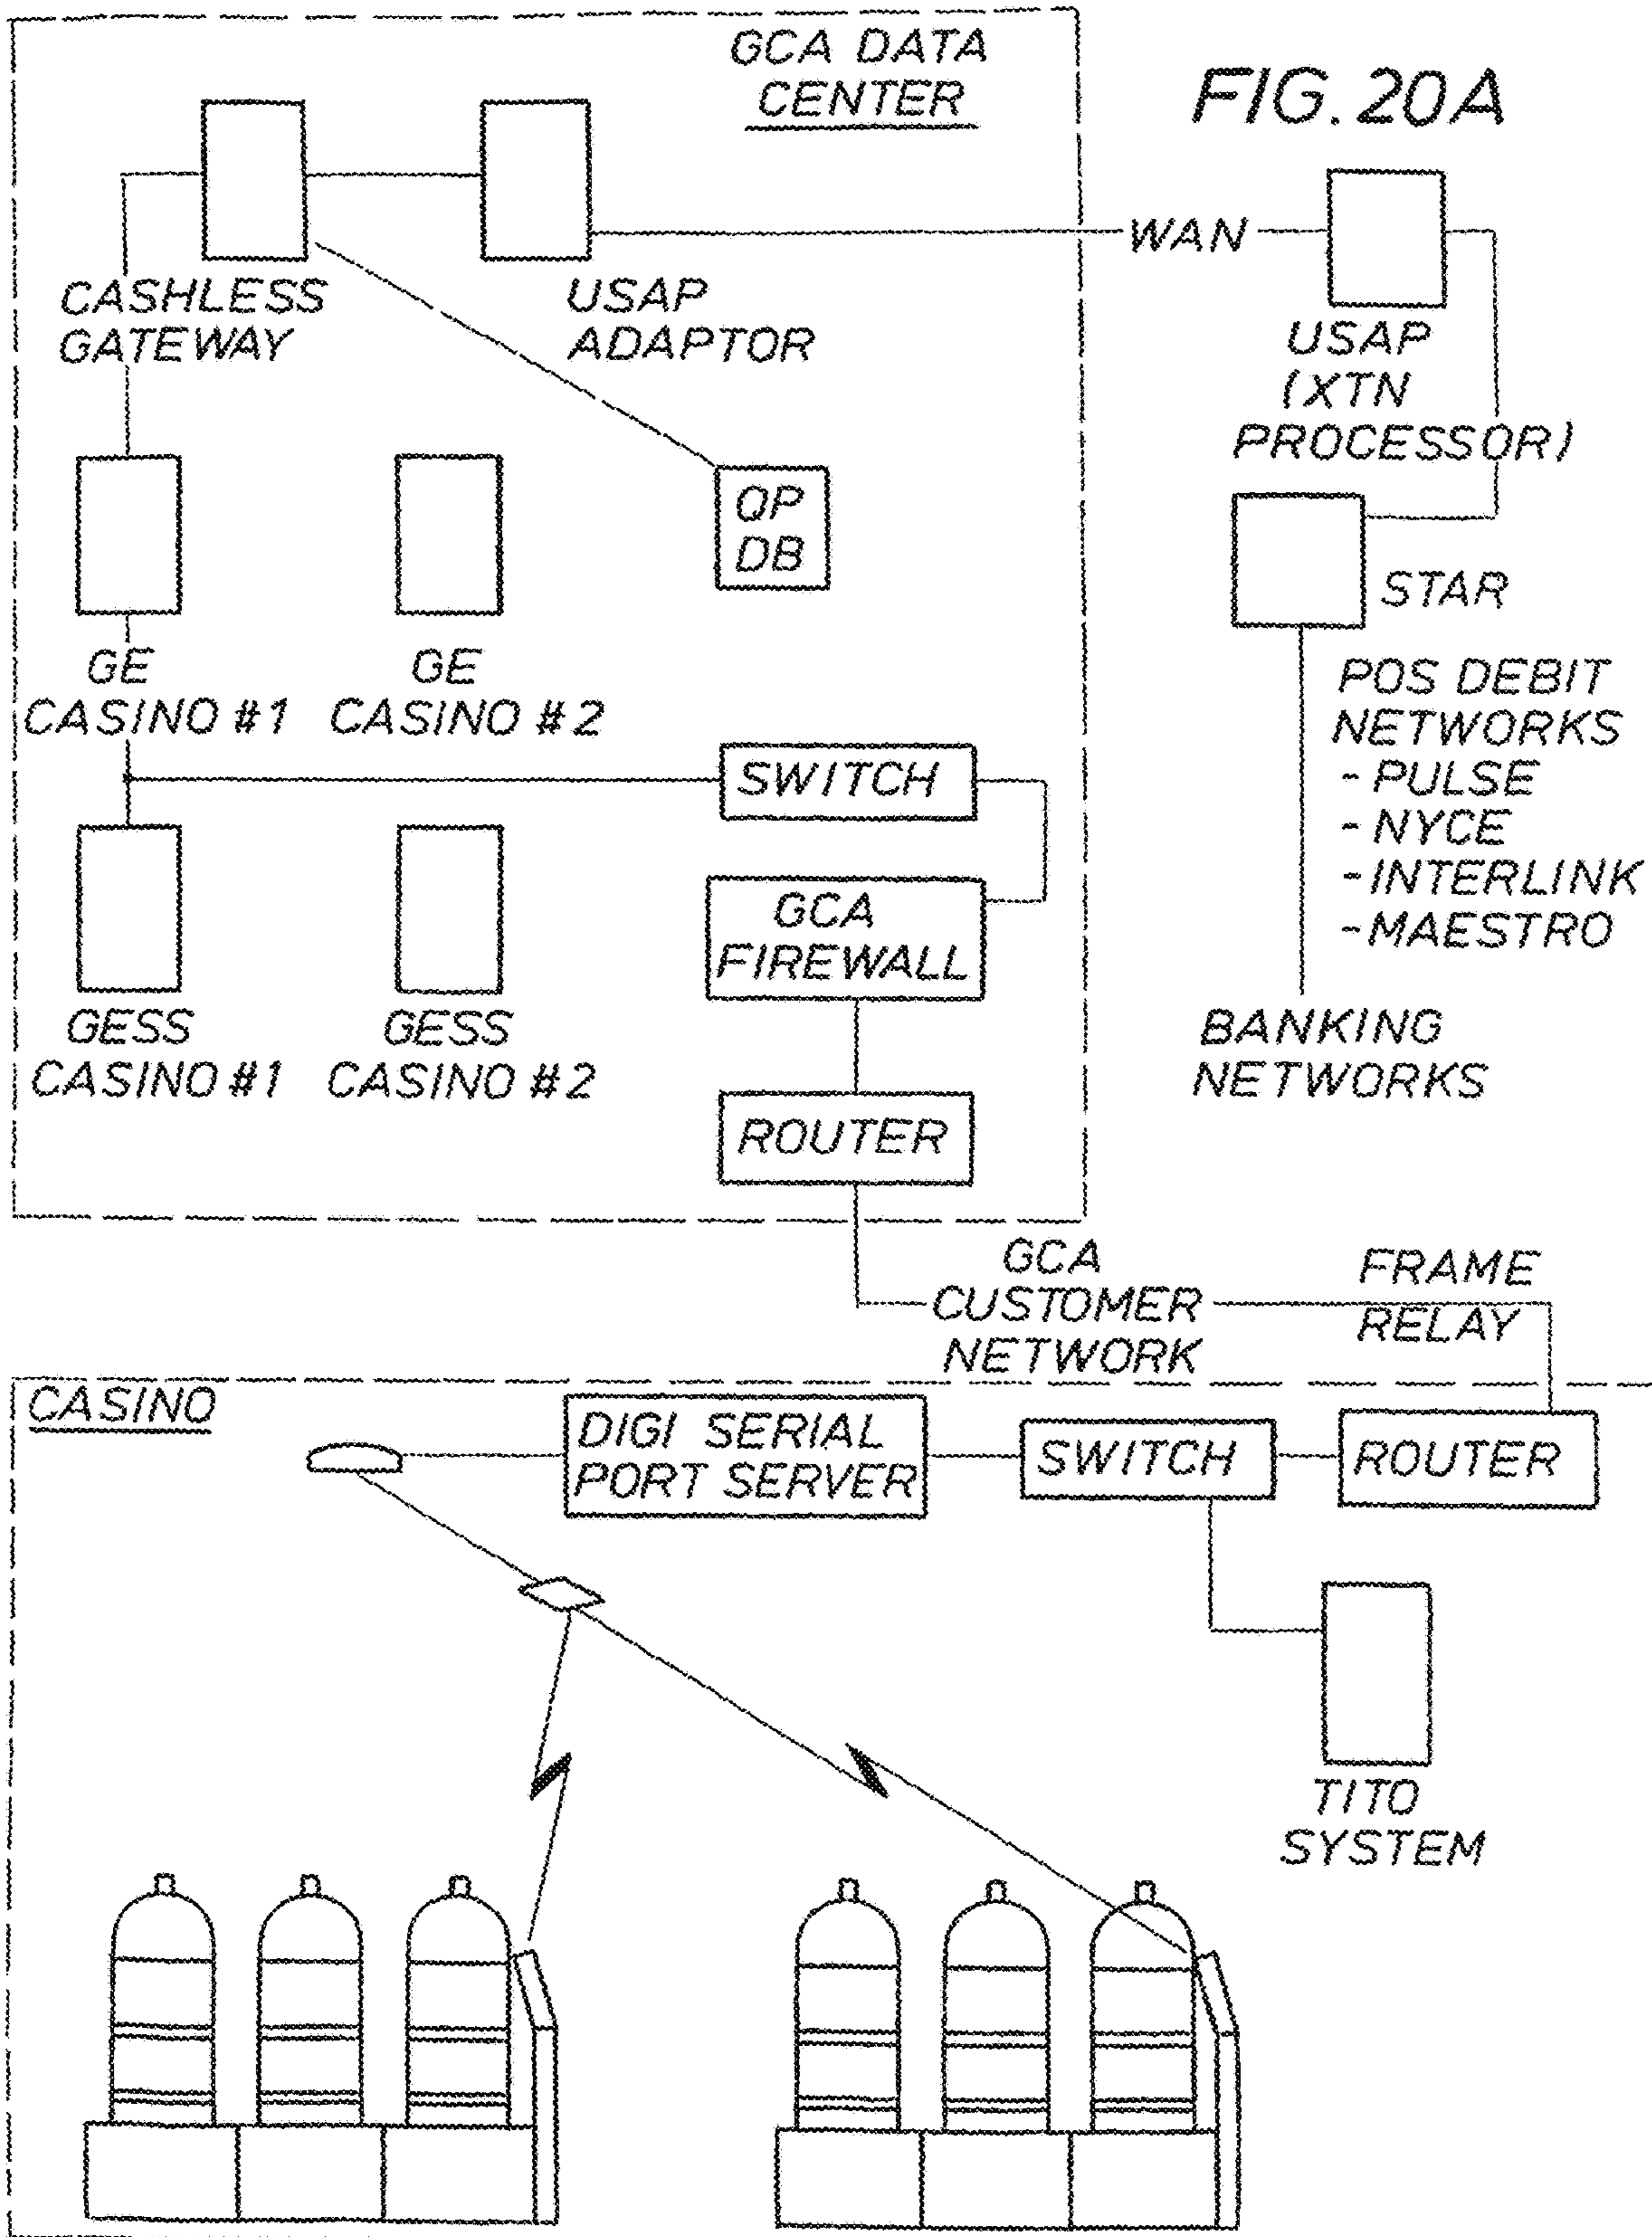 GCA DATA
CENTER
FIG. 20A
CASHLESS
GATEWAY
USAP
ADAPTOR
WAN
USAP
(XTN
PROCESSOR)
QP
DB
STAR
GE
CASINO #1
GE
CASINO #2
POS DEBIT
NETWORKS
- PULSE
- NYCE
- INTERLINK
- MAESTRO
SWITCH
GCA
FIREWALL
GESS
CASINO #1
GESS
CASINO #2
BANKING
NETWORKS
ROUTER
GCA
CUSTOMER
NETWORK
FRAME
RELAY
CASINO
DIGI SERIAL
PORT SERVER
SWITCH
ROUTER
TITO
SYSTEM